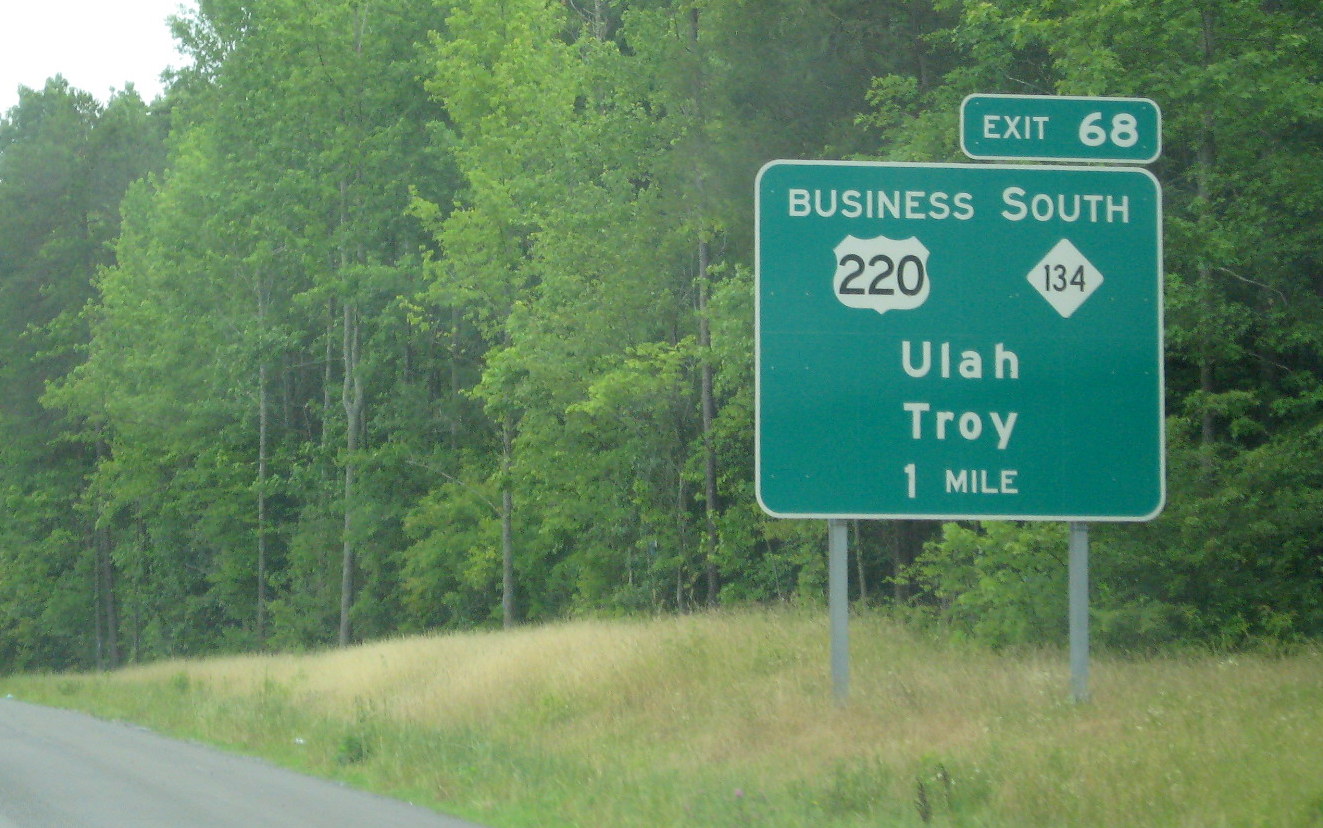 EXIT 68
BUSINESS SOUTH
220 134
Ulah
Troy
1 MILE